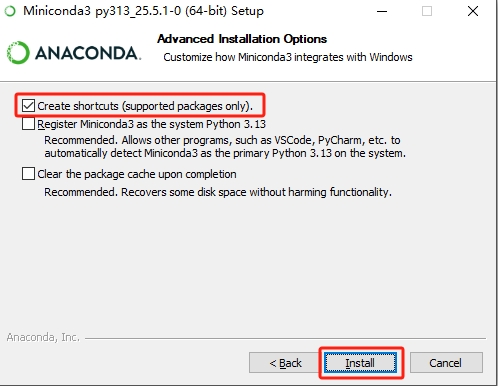 Miniconda3 py313_25.5.1-0 (64-bit) Setup
ANACONDA.
Advanced Installation Options
Customize how Miniconda3 integrates with Windows
Create shortcuts (supported packages only).
Register Miniconda3 as the system Python 3.13
Recommended. Allows other programs, such as VSCode, PyCharm, etc. to
automatically detect Miniconda3 as the primary Python 3.13 on the system.
Clear the package cache upon completion
Recommended. Recovers some disk space without harming functionality.
Anaconda, Inc.
< Back
Install
Cancel